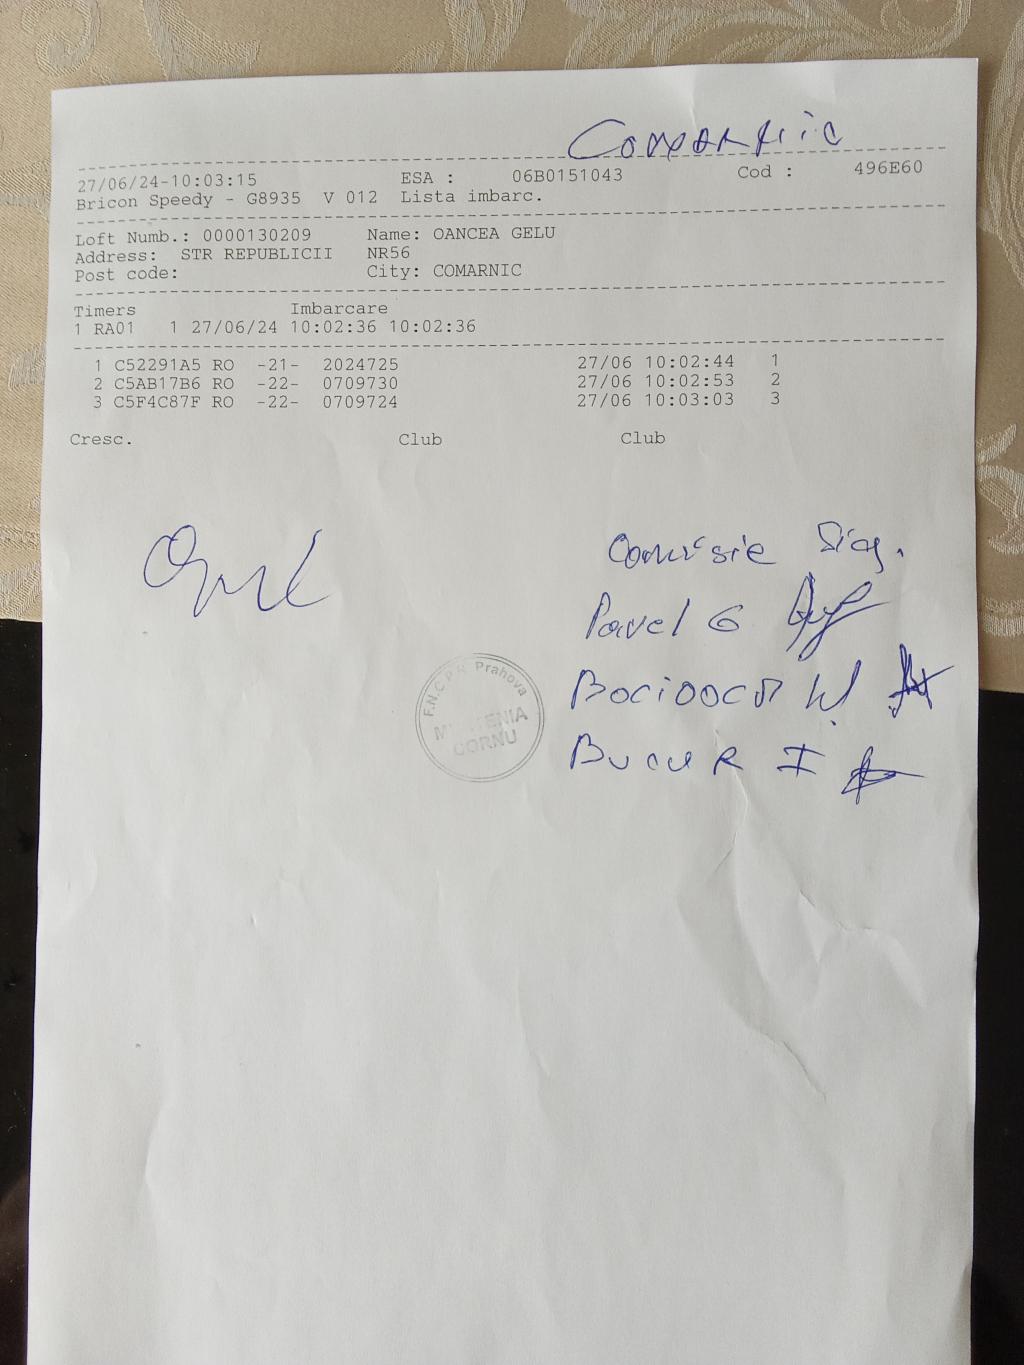 Comarnic
27/06/24-10:03:15 ESA : 06B0151043 Cod : 496E60
Bricon Speedy - G8935 V 012 Lista imbarc.
Loft Numb.: 0000130209 Name: OANCEA GELU
Address: STR REPUBLICII NR56
Post code: City: COMARNIC
Timers Imbarcare
1 RA01 1 27/06/24 10:02:36 10:02:36
1 C52291A5 RO -21- 2024725 27/06 10:02:44 1
2 C5AB17B6 RO -22- 0709730 27/06 10:02:53 2
3 C5F4C87F RO -22- 0709724 27/06 10:03:03 3
Cresc. Club Club
Comisie
Pavel G
Bucur I
F.N.C.P.R. Prahova
MUNTENIA
CORNU